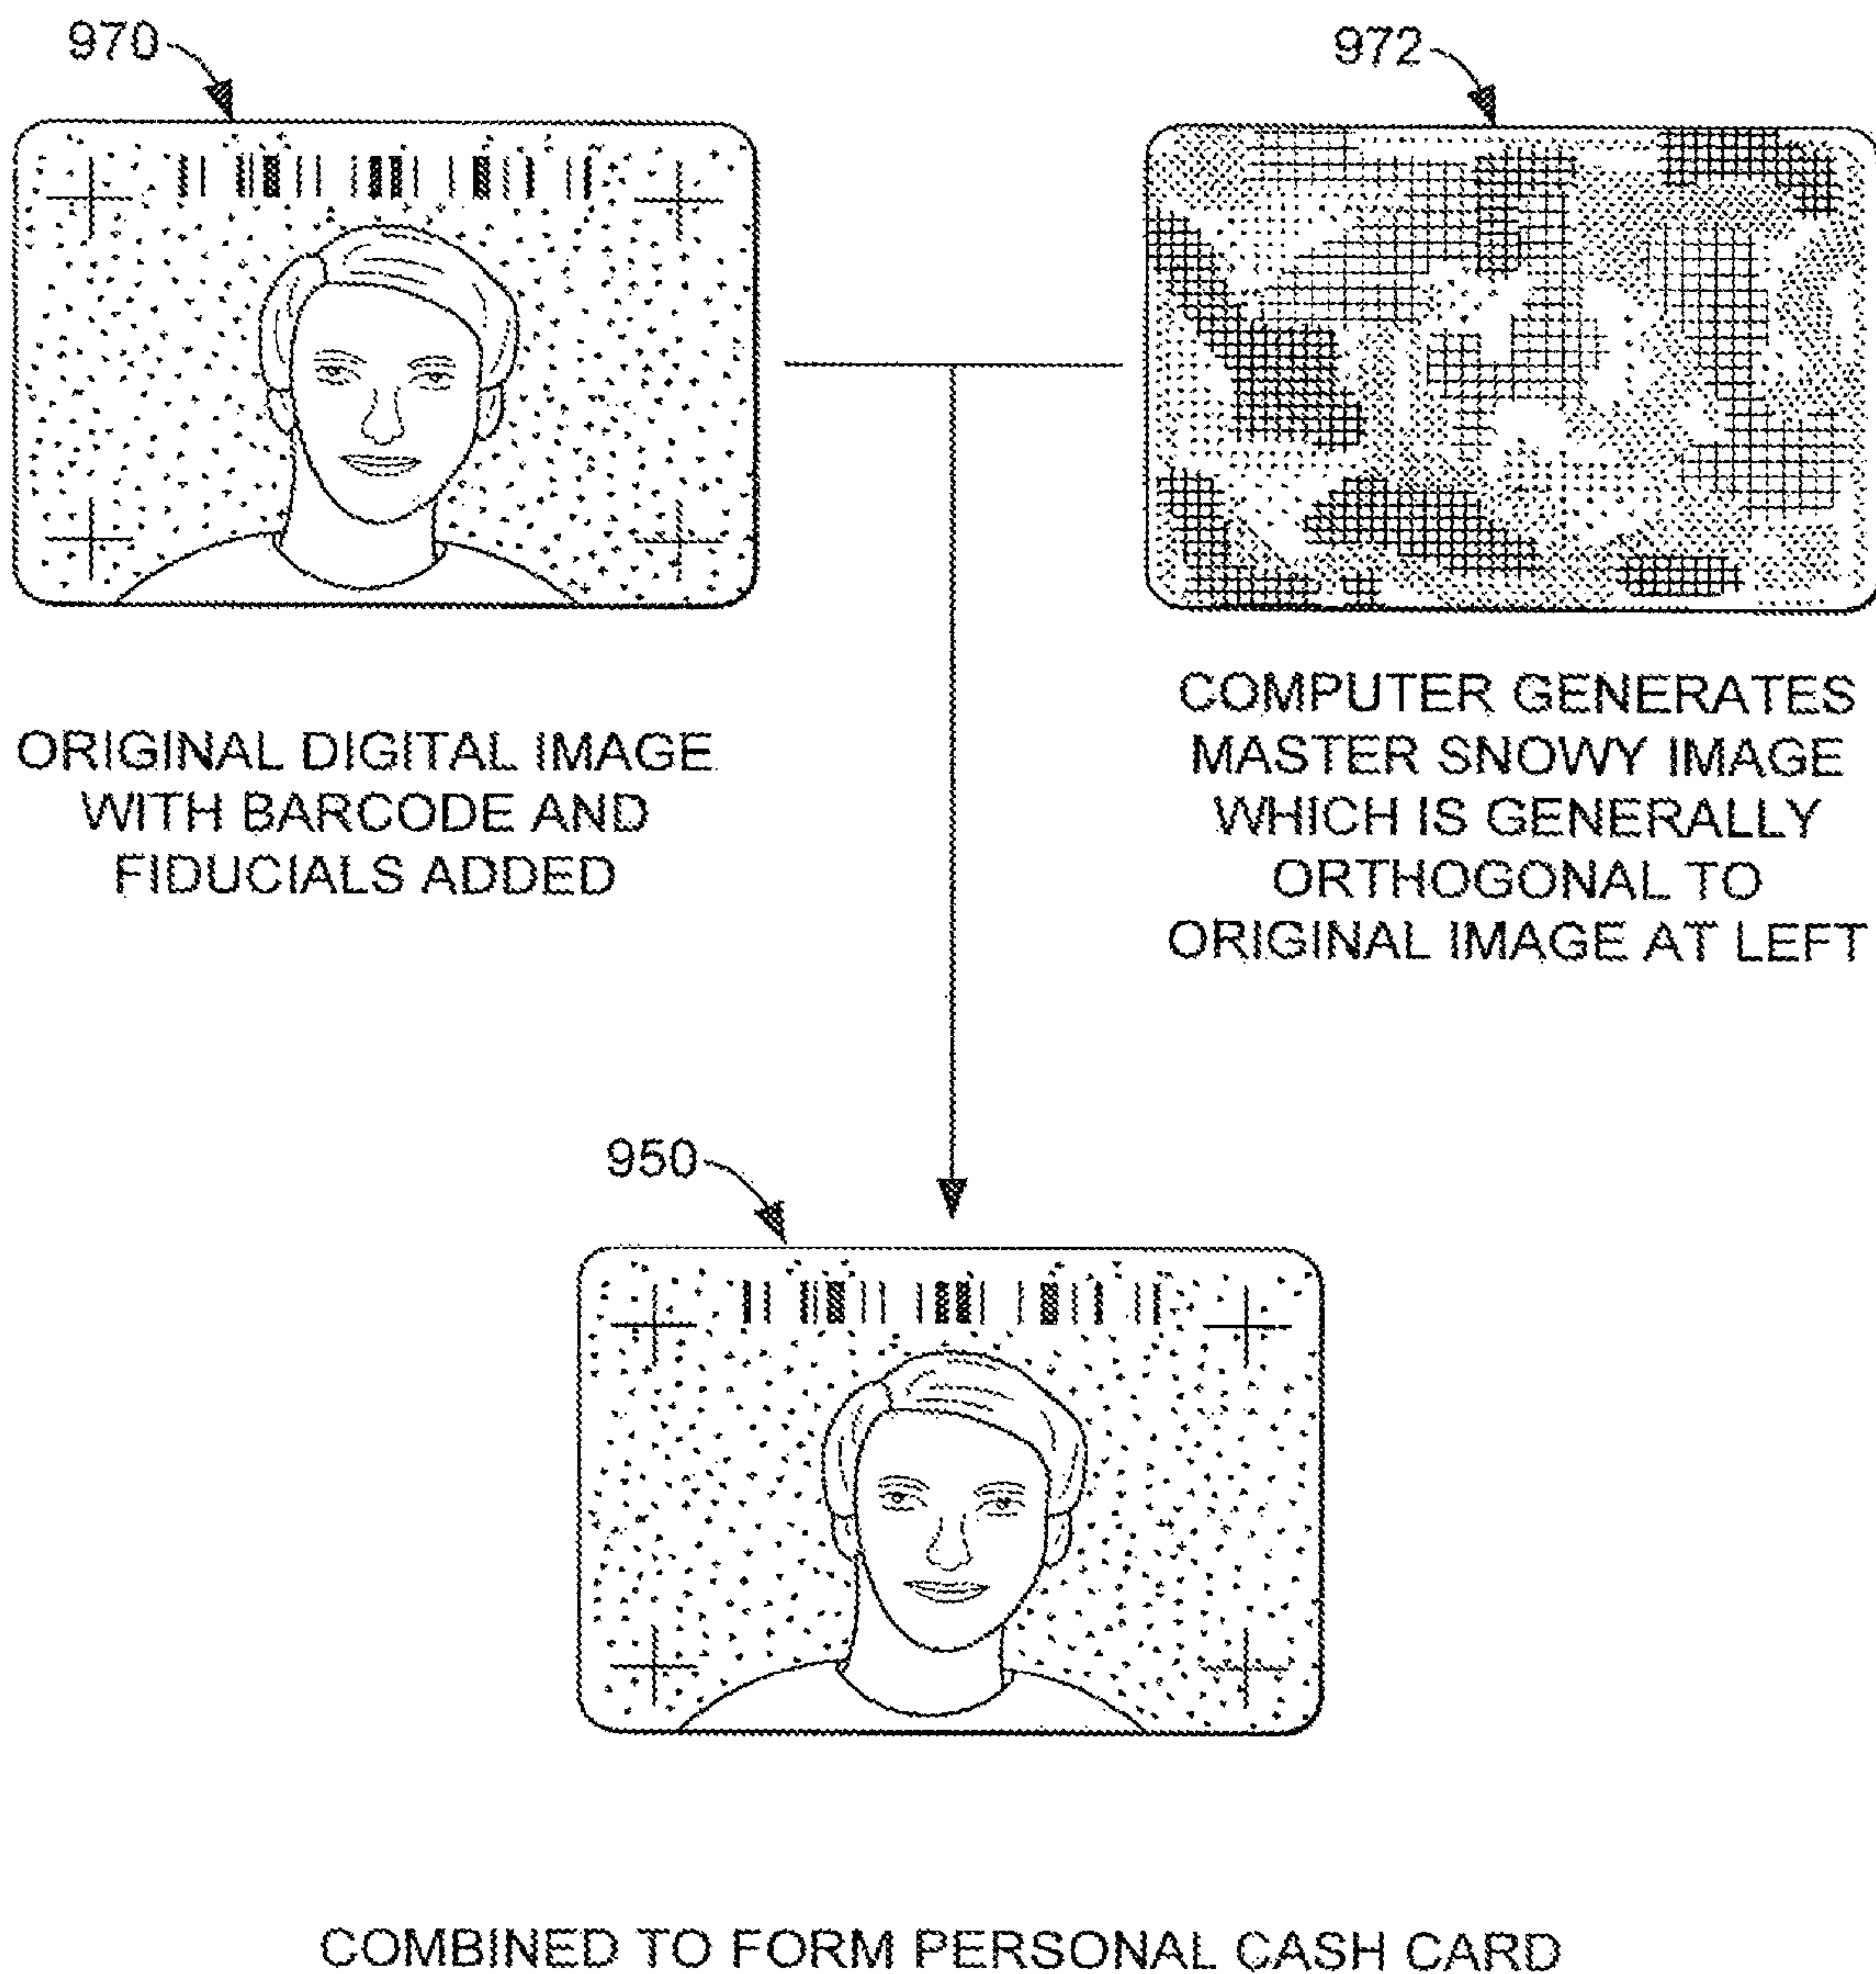 970
972
ORIGINAL DIGITAL IMAGE
WITH BARCODE AND
FIDUCIALS ADDED
COMPUTER GENERATES
MASTER SNOWY IMAGE
WHICH IS GENERALLY
ORTHOGONAL TO
ORIGINAL IMAGE AT LEFT
950
COMBINED TO FORM PERSONAL CASH CARD